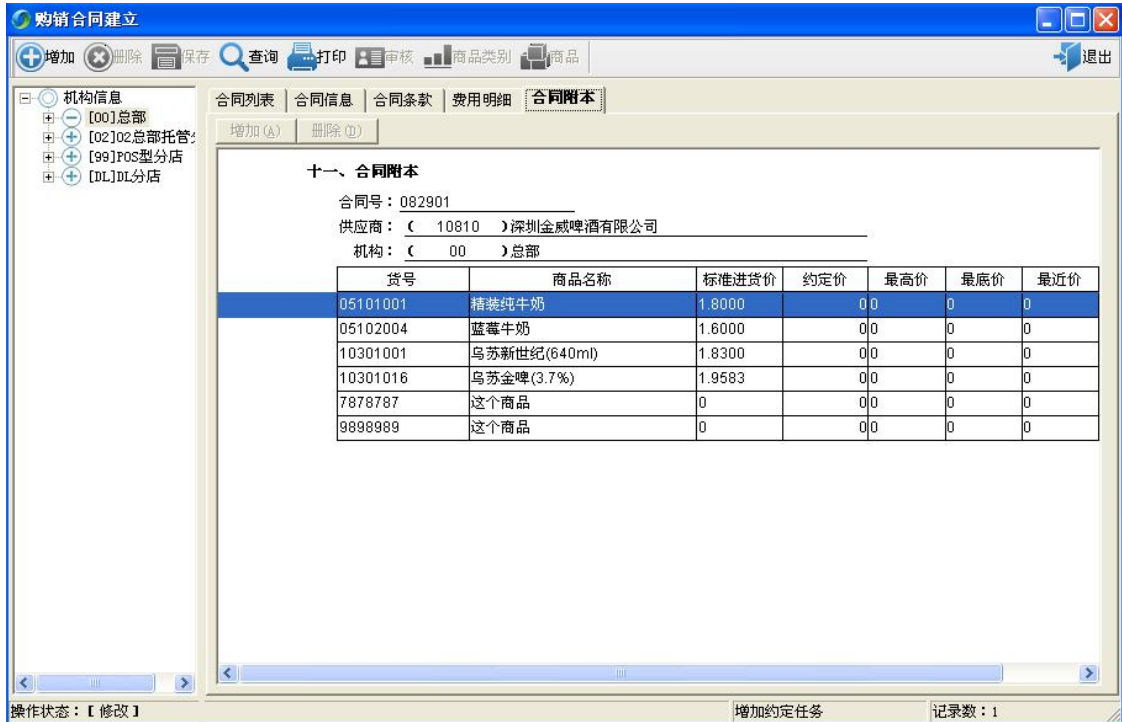 购销合同建立
增加 删除 保存 查询 打印 审核 商品类别 商品 退出
机构信息
[00]总部
[02]02总部托管
[99]POS型分店
[DL]DL分店
合同列表 合同信息 合同条款 费用明细 合同附本
增加(A) 删除(D)
十一、合同附本
合同号：082901
供应商：( 10810 )深圳金威啤酒有限公司
机构：( 00 )总部
货号 商品名称 标准进货价 约定价 最高价 最底价 最近价
05101001 精装纯牛奶 1.8000 0 0 0 0
05102004 蓝莓牛奶 1.6000 0 0 0 0
10301001 乌苏新世纪(640ml) 1.8300 0 0 0 0
10301016 乌苏金啤(3.7%) 1.9583 0 0 0 0
7878787 这个商品 0 0 0 0 0
9898989 这个商品 0 0 0 0 0
操作状态：【修改】 增加约定任务 记录数：1